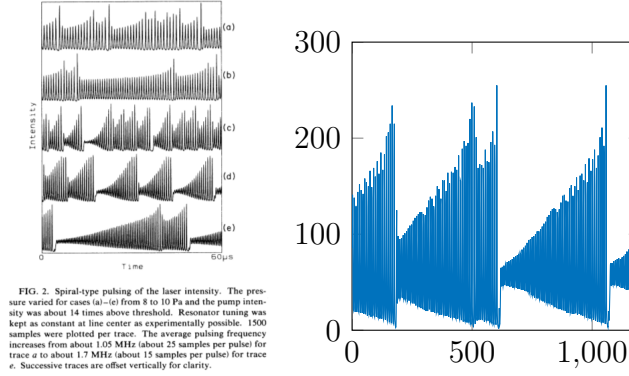 (a)
(b)
(c)
(d)
(e)
Intensity
0
60μs
Time
FIG. 2. Spiral-type pulsing of the laser intensity. The pres-
sure varied for cases (a)–(e) from 8 to 10 Pa and the pump inten-
sity was about 14 times above threshold. Resonator tuning was
kept as constant at line center as experimentally possible. 1500
samples were plotted per trace. The average pulsing frequency
increases from about 1.05 MHz (about 25 samples per pulse) for
trace a to about 1.7 MHz (about 15 samples per pulse) for trace
e. Successive traces are offset vertically for clarity.
300
200
100
0
0
500
1,000